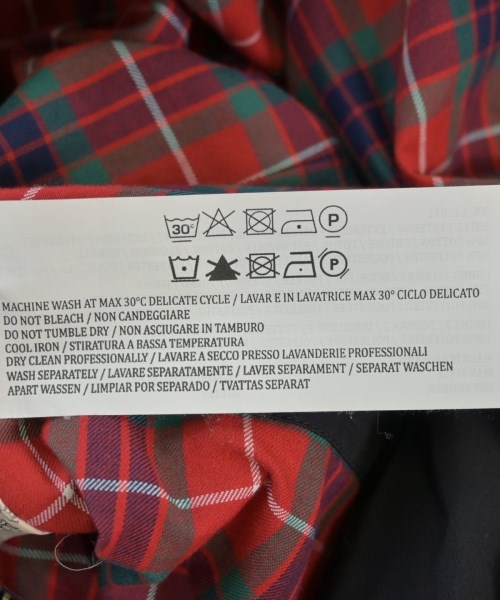 30°
P
P
MACHINE WASH AT MAX 30°C DELICATE CYCLE / LAVAR E IN LAVATRICE MAX 30° CICLO DELICATO
DO NOT BLEACH / NON CANDEGGIARE
DO NOT TUMBLE DRY / NON ASCIUGARE IN TAMBURO
COOL IRON / STIRATURA A BASSA TEMPERATURA
DRY CLEAN PROFESSIONALLY / LAVARE A SECCO PRESSO LAVANDERIE PROFESSIONALI
WASH SEPARATELY / LAVARE SEPARATAMENTE / LAVER SEPARAMENT / SEPARAT WASCHEN
APART WASSEN / LIMPIAR POR SEPARADO / TVATTAS SEPARAT